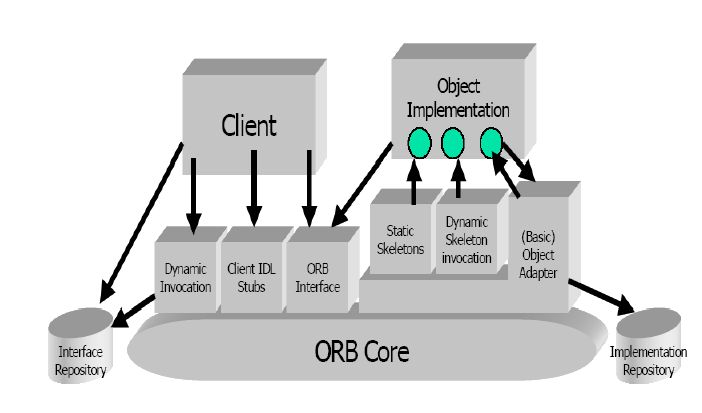 Client
Object
Implementation
Dynamic
Invocation
Client IDL
Stubs
ORB
Interface
Static
Skeletons
Dynamic
Skeleton
invocation
(Basic)
Object
Adapter
Interface
Repository
ORB Core
Implementation
Repository